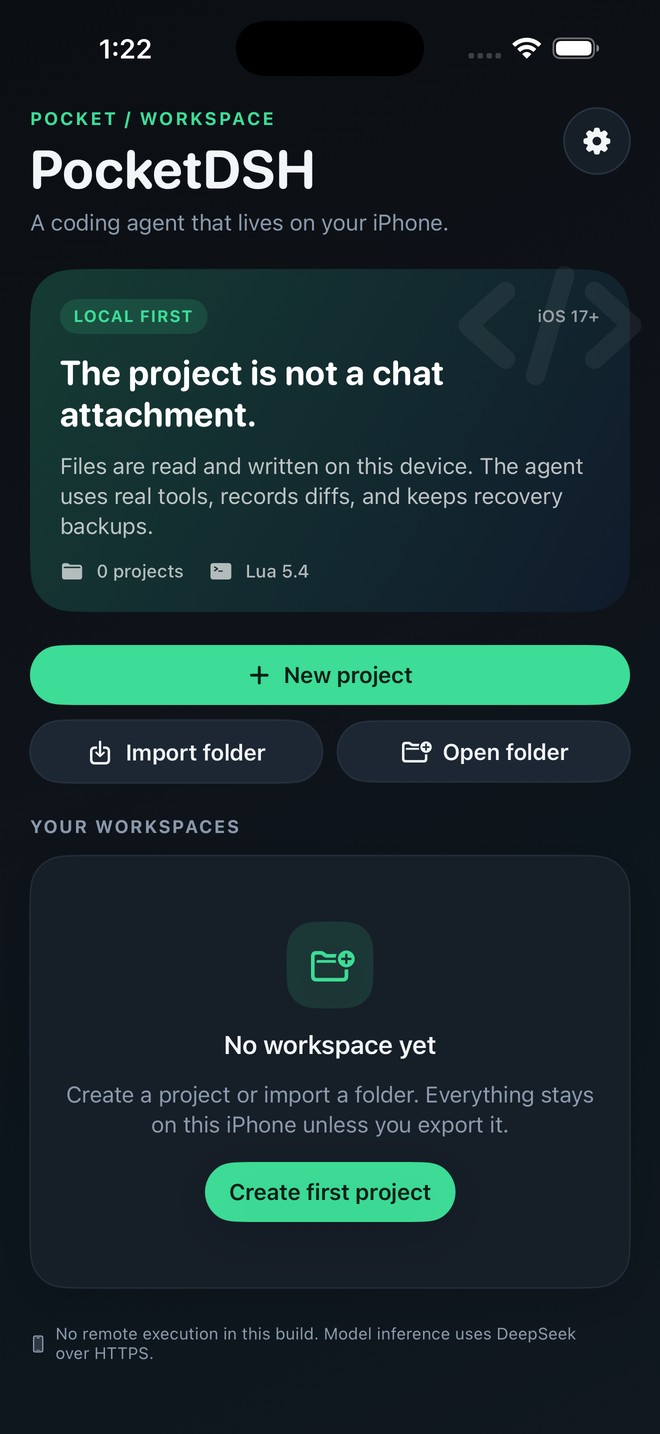 1:22
POCKET / WORKSPACE
PocketDSH
A coding agent that lives on your iPhone.
LOCAL FIRST
iOS 17+
The project is not a chat
attachment.
Files are read and written on this device. The agent
uses real tools, records diffs, and keeps recovery
backups.
0 projects
Lua 5.4
New project
Import folder
Open folder
YOUR WORKSPACES
No workspace yet
Create a project or import a folder. Everything stays
on this iPhone unless you export it.
Create first project
No remote execution in this build. Model inference uses DeepSeek
over HTTPS.